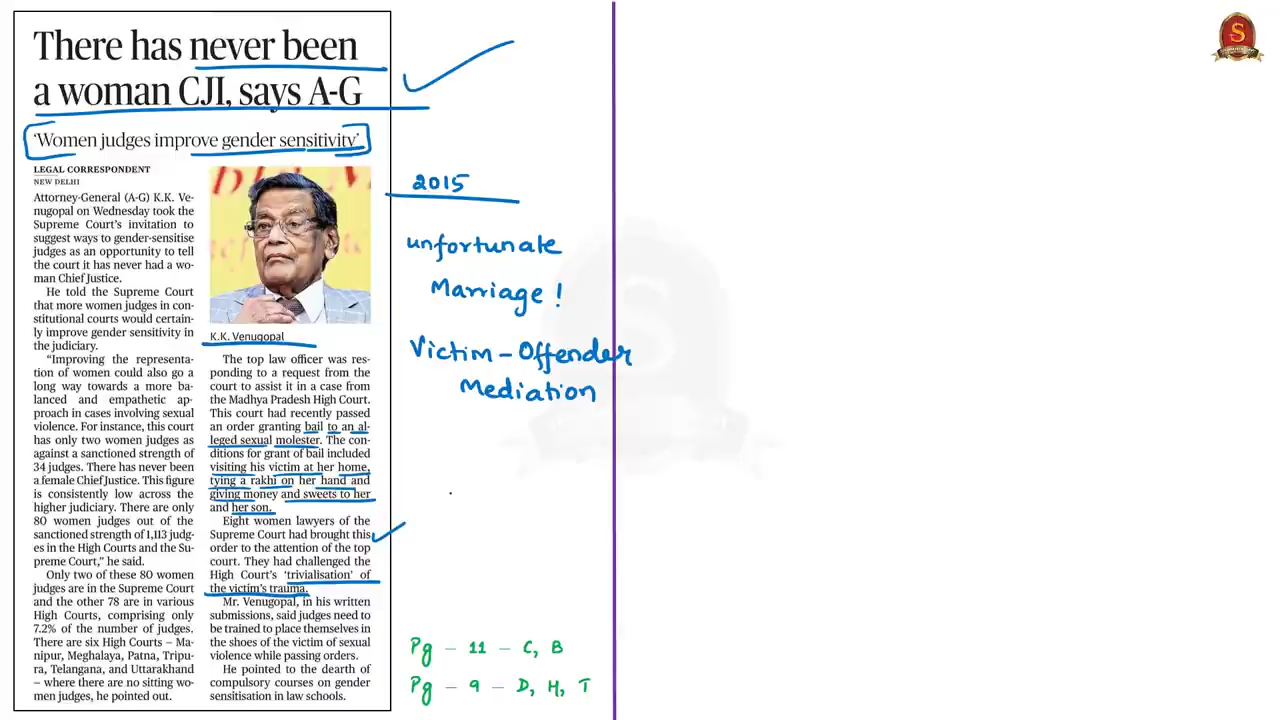 There has never been
a woman CJI, says A-G
‘Women judges improve gender sensitivity’
LEGAL CORRESPONDENT
NEW DELHI
Attorney-General (A-G) K.K. Ve-
nugopal on Wednesday took the
Supreme Court’s invitation to
suggest ways to gender-sensitise
judges as an opportunity to tell
the court it has never had a wo-
man Chief Justice.
He told the Supreme Court
that more women judges in con-
stitutional courts would certain-
ly improve gender sensitivity in
the judiciary.
“Improving the representa-
tion of women could also go a
long way towards a more ba-
lanced and empathetic ap-
proach in cases involving sexual
violence. For instance, this court
has only two women judges as
against a sanctioned strength of
34 judges. There has never been
a female Chief Justice. This figure
is consistently low across the
higher judiciary. There are only
80 women judges out of the
sanctioned strength of 1,113 judg-
es in the High Courts and the Su-
preme Court,” he said.
Only two of these 80 women
judges are in the Supreme Court
and the other 78 are in various
High Courts, comprising only
7.2% of the number of judges.
There are six High Courts – Ma-
nipur, Meghalaya, Patna, Tripu-
ra, Telangana, and Uttarakhand
– where there are no sitting wo-
men judges, he pointed out.
K.K. Venugopal
The top law officer was res-
ponding to a request from the
court to assist it in a case from
the Madhya Pradesh High Court.
This court had recently passed
an order granting bail to an al-
leged sexual molester. The con-
ditions for grant of bail included
visiting his victim at her home,
tying a rakhi on her hand and
giving money and sweets to her
and her son.
Eight women lawyers of the
Supreme Court had brought this
order to the attention of the top
court. They had challenged the
High Court’s ‘trivialisation’ of
the victim’s trauma.
Mr. Venugopal, in his written
submissions, said judges need to
be trained to place themselves in
the shoes of the victim of sexual
violence while passing orders.
He pointed to the dearth of
compulsory courses on gender
sensitisation in law schools.
2015
unfortunate
Marriage !
Victim - Offender
Mediation
Pg - 11 - C, B
Pg - 9 - D, H, T
S